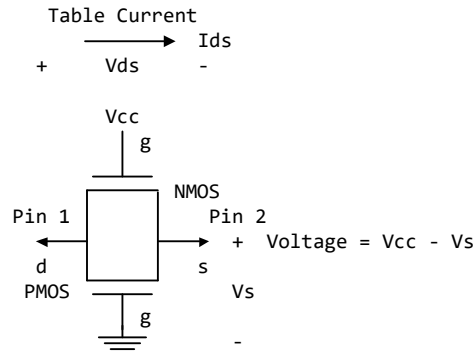 Table Current
Ids
+ Vds -
Vcc
g
NMOS
Pin 1 Pin 2
+ Voltage = Vcc - Vs
d s
PMOS Vs
g
-